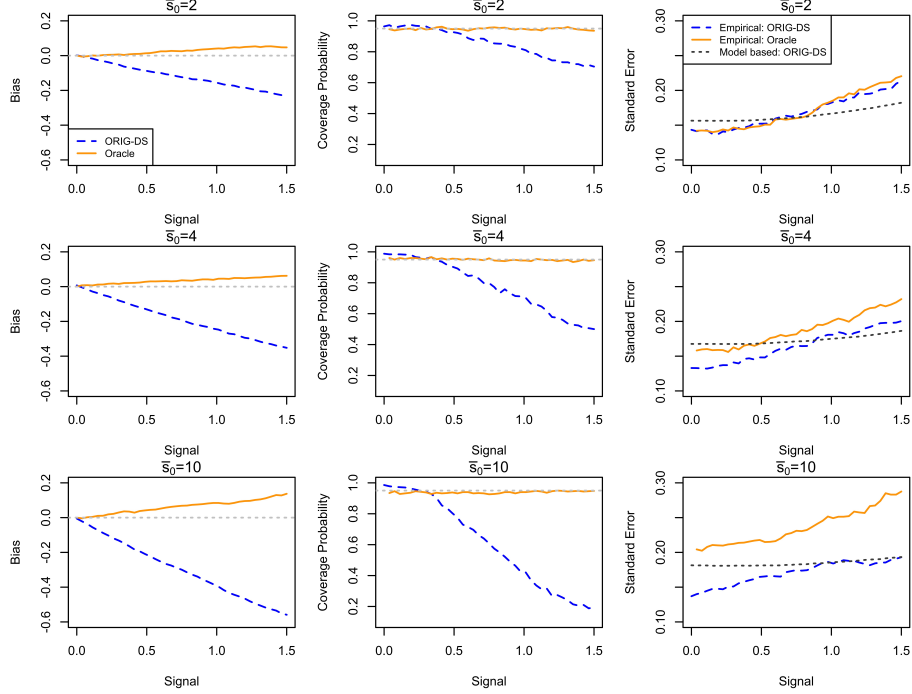 s̅₀=2
s̅₀=2
s̅₀=2
Bias
0.2
0.0
-0.2
-0.4
-0.6
ORIG-DS
Oracle
0.0 0.5 1.0 1.5
Signal
Coverage Probability
1.0
0.8
0.6
0.4
0.2
0.0 0.5 1.0 1.5
Signal
Standard Error
0.30
0.20
0.10
Empirical: ORIG-DS
Empirical: Oracle
Model based: ORIG-DS
0.0 0.5 1.0 1.5
Signal
s̅₀=4
s̅₀=4
s̅₀=4
Bias
0.2
0.0
-0.2
-0.4
-0.6
0.0 0.5 1.0 1.5
Signal
Coverage Probability
1.0
0.8
0.6
0.4
0.2
0.0 0.5 1.0 1.5
Signal
Standard Error
0.30
0.20
0.10
0.0 0.5 1.0 1.5
Signal
s̅₀=10
s̅₀=10
s̅₀=10
Bias
0.2
0.0
-0.2
-0.4
-0.6
0.0 0.5 1.0 1.5
Signal
Coverage Probability
1.0
0.8
0.6
0.4
0.2
0.0 0.5 1.0 1.5
Signal
Standard Error
0.30
0.20
0.10
0.0 0.5 1.0 1.5
Signal